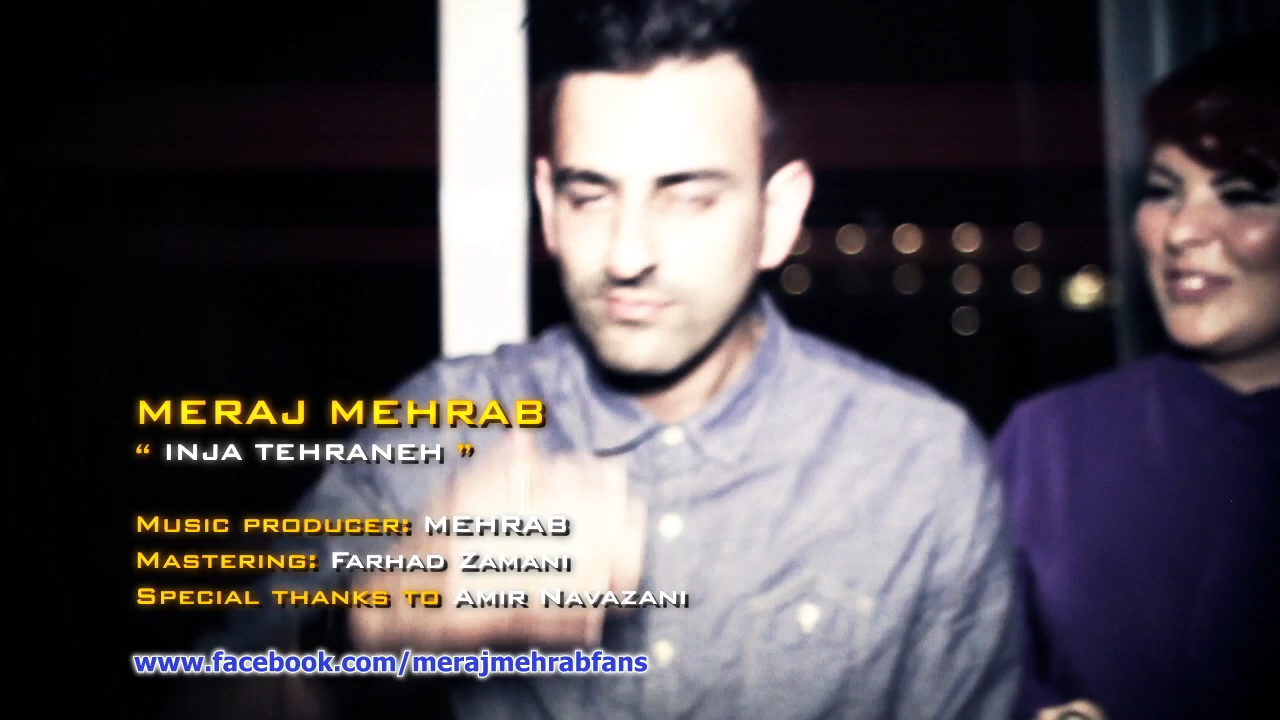 MERAJ MEHRAB
“ INJA TEHRANEH ”
MUSIC PRODUCER: MEHRAB
MASTERING: FARHAD ZAMANI
SPECIAL THANKS TO AMIR NAVAZANI
www.facebook.com/merajmehrabfans